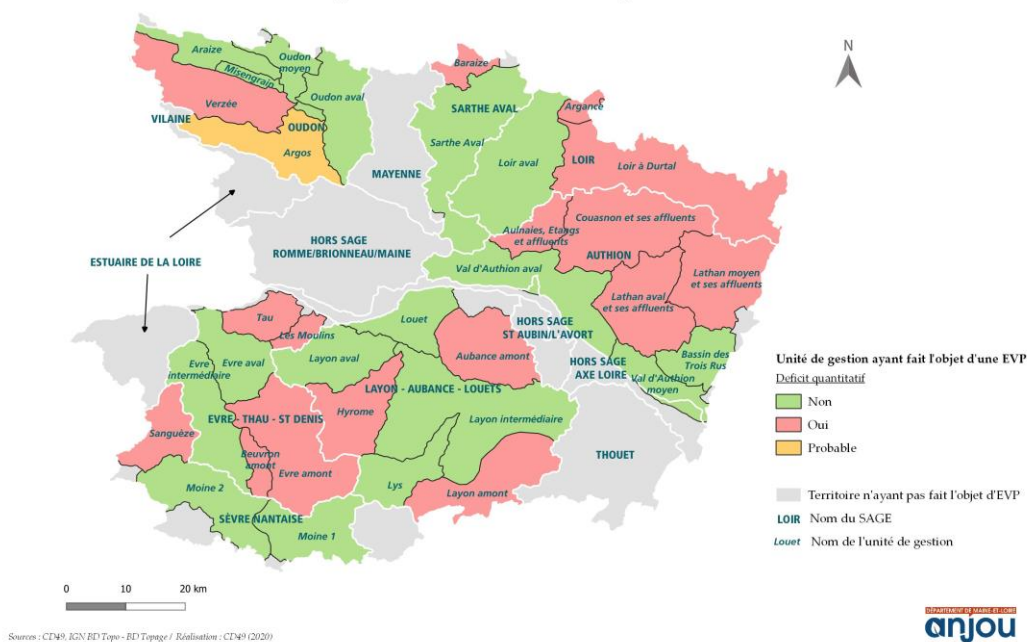 Araize
Oudon
moyen
Misengrain
Oudon aval
Verzée
VILAINE
OUDON
Argos
MAYENNE
Baraize
SARTHE AVAL
Sarthe Aval
Argance
Loir aval
LOIR
Loir à Durtal
N
Couasnon et ses affluents
Aulnaies, Etangs
et affluents
AUTHION
HORS SAGE
ROMME/BRIONNEAU/MAINE
ESTUAIRE DE LA LOIRE
Val d'Authion aval
Lathan moyen
et ses affluents
Lathan aval
et ses affluents
Tau
Les Moulins
Louet
HORS SAGE
ST AUBIN/L'AVORT
Aubance amont
Layon aval
Evre
intermédiaire
Evre aval
HORS SAGE
AXE LOIRE
Bassin des
Trois Rus
Val d'Authion
moyen
LAYON - AUBANCE - LOUETS
Hyrome
Layon intermédiaire
EVRE - THAU - ST DENIS
Sanguèze
Beuvron
amont
Evre amont
THOUET
Lys
Layon amont
Moine 2
SÈVRE NANTAISE
Moine 1
Unité de gestion ayant fait l'objet d'une EVP
Deficit quantitatif
Non
Oui
Probable
Territoire n'ayant pas fait l'objet d'EVP
LOIR Nom du SAGE
Louet Nom de l'unité de gestion
0 10 20 km
Sources : CD49, IGN BD Topo - BD Topage / Réalisation : CD49 (2020)
DÉPARTEMENT DE MAINE-ET-LOIRE
anjou